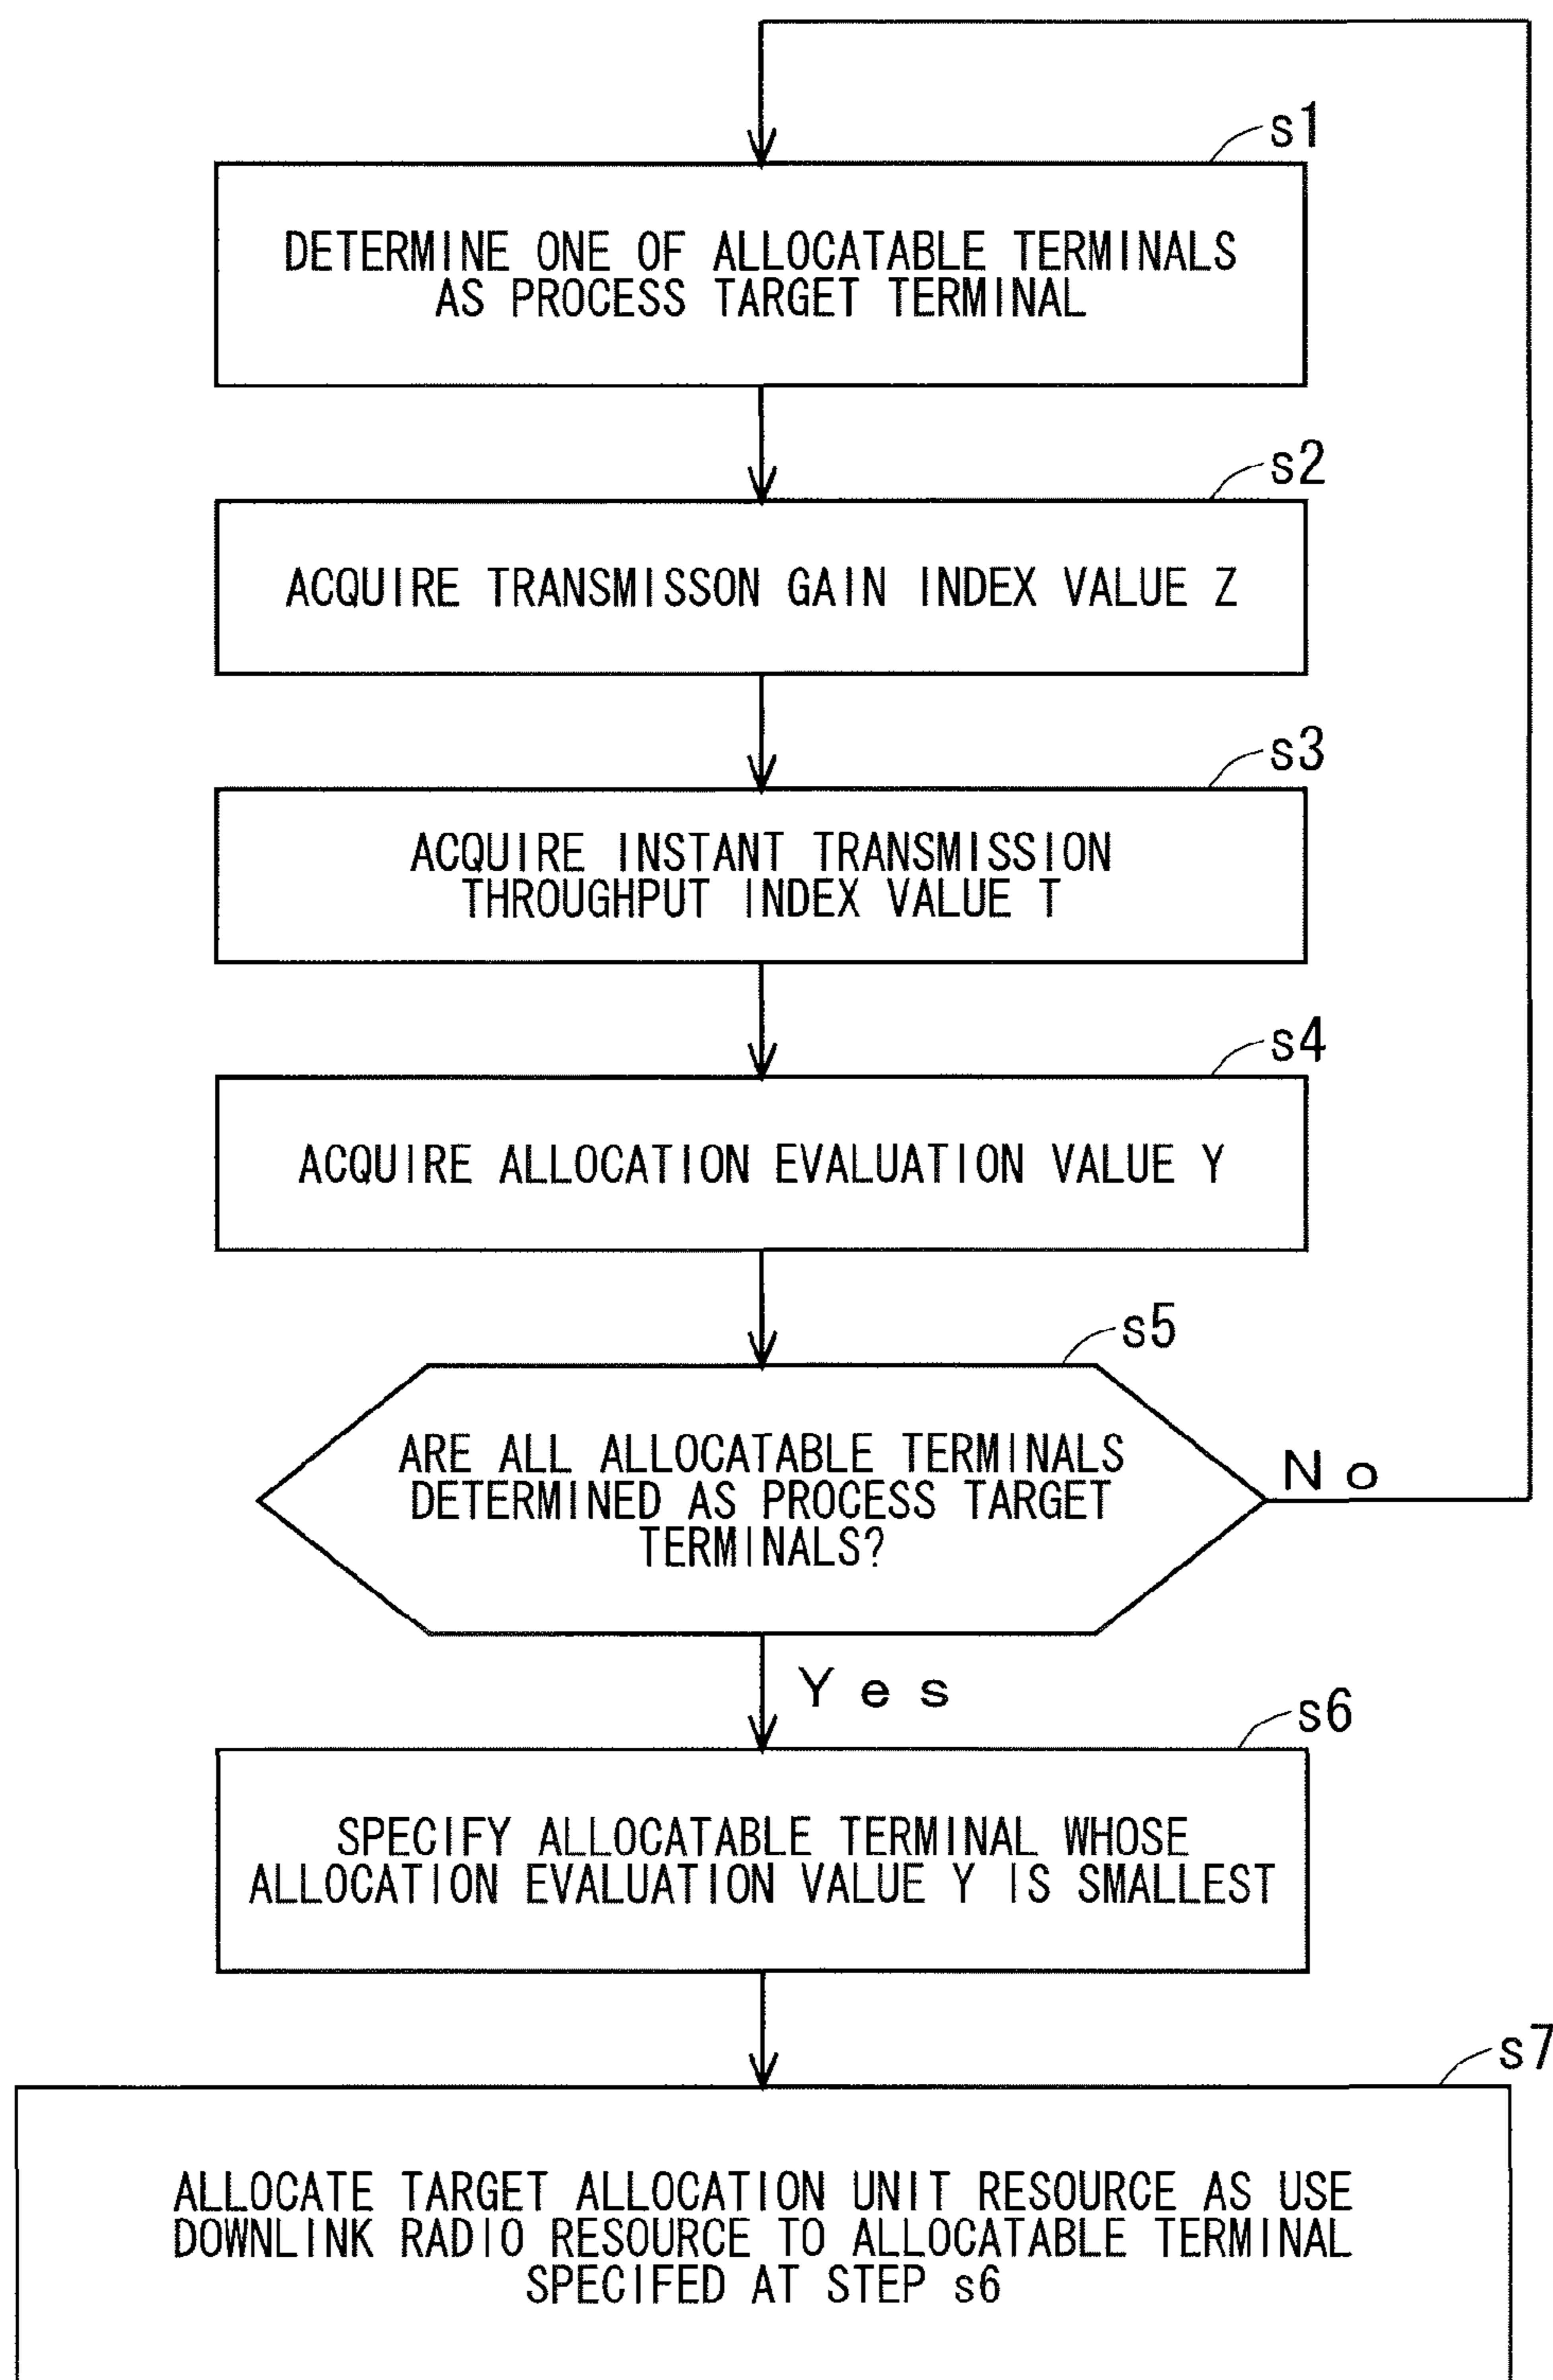 s1
DETERMINE ONE OF ALLOCATABLE TERMINALS
AS PROCESS TARGET TERMINAL
s2
ACQUIRE TRANSMISSON GAIN INDEX VALUE Z
s3
ACQUIRE INSTANT TRANSMISSION
THROUGHPUT INDEX VALUE T
s4
ACQUIRE ALLOCATION EVALUATION VALUE Y
s5
ARE ALL ALLOCATABLE TERMINALS
DETERMINED AS PROCESS TARGET
TERMINALS?
No
Yes
s6
SPECIFY ALLOCATABLE TERMINAL WHOSE
ALLOCATION EVALUATION VALUE Y IS SMALLEST
s7
ALLOCATE TARGET ALLOCATION UNIT RESOURCE AS USE
DOWNLINK RADIO RESOURCE TO ALLOCATABLE TERMINAL
SPECIFED AT STEP s6